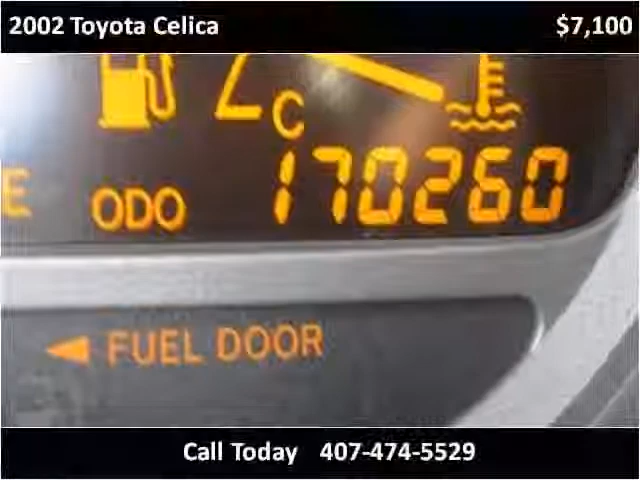 2002 Toyota Celica $7,100
C
E ODO 170260
FUEL DOOR
Call Today 407-474-5529